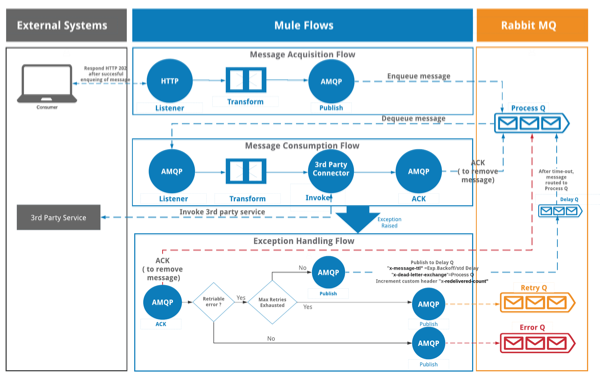 External Systems
Mule Flows
Rabbit MQ
Message Acquisition Flow
Respond HTTP 202
after succesful
enqueing of message
Consumer
HTTP
Listener
Transform
AMQP
Publish
Enqueue message
Process Q
Dequeue message
Message Consumption Flow
AMQP
Listener
Transform
3rd Party
Connector
Invoke
AMQP
ACK
ACK
( to remove
message)
After time-out,
message
routed to
Process Q
Delay Q
3rd Party Service
Invoke 3rd party service
Exception
Raised
Exception Handling Flow
ACK
( to remove
message)
AMQP
ACK
Retriable
error ?
Yes
No
Max Retries
Exhausted
No
Yes
AMQP
Publish
Publish to Delay Q
"x-message-ttl" =Exp.Backoff/std Delay
"x-dead-letter-exchange"=Process Q
Increment custom header "x-redelivered-count"
AMQP
Publish
Retry Q
AMQP
Publish
Error Q